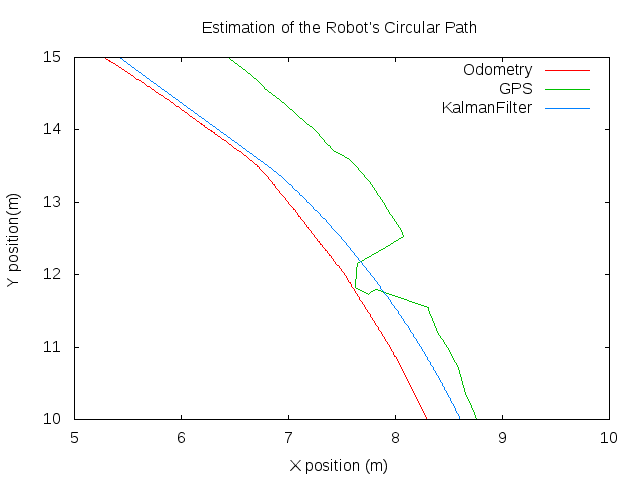 Estimation of the Robot's Circular Path
15
14
13
12
11
10
Y position(m)
Odometry
GPS
KalmanFilter
5 6 7 8 9 10
X position (m)